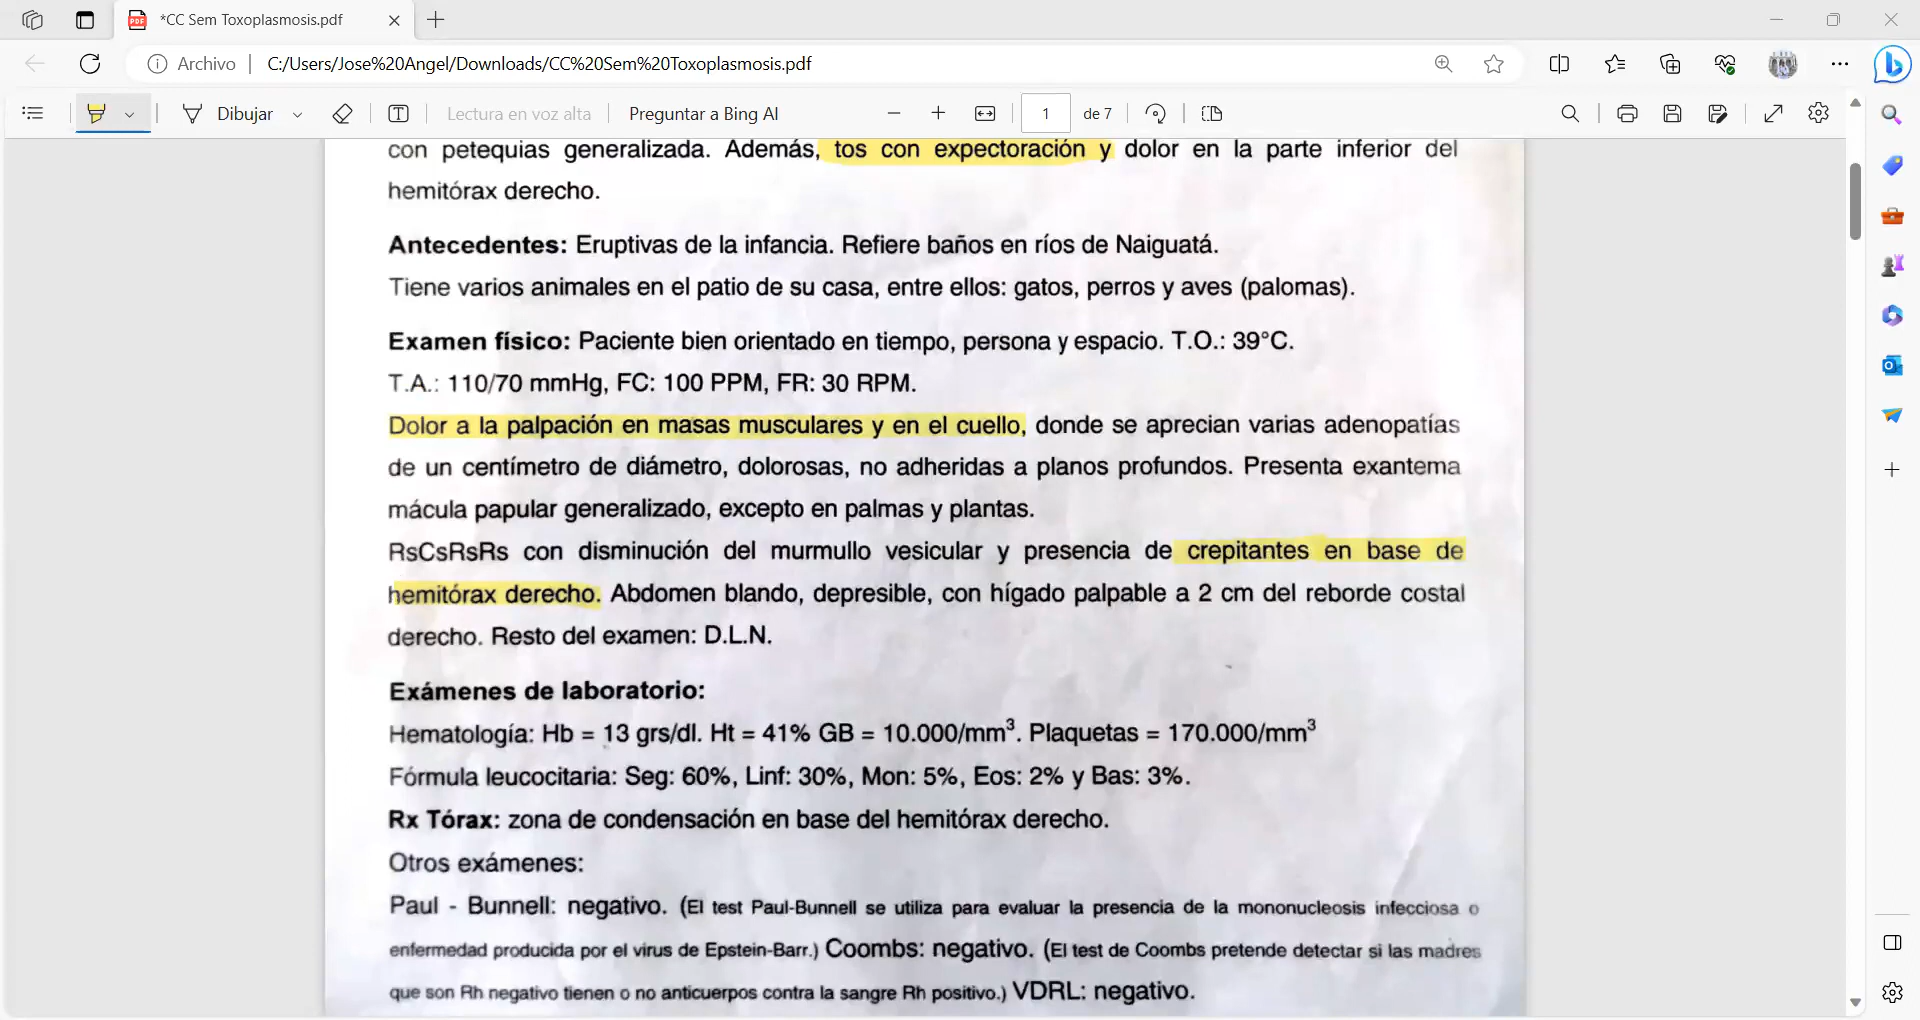 *CC Sem Toxoplasmosis.pdf
Archivo C:/Users/Jose%20Angel/Downloads/CC%20Sem%20Toxoplasmosis.pdf
Dibujar Lectura en voz alta Preguntar a Bing AI 1 de 7
con petequias generalizada. Además, tos con expectoración y dolor en la parte inferior del
hemitórax derecho.
Antecedentes: Eruptivas de la infancia. Refiere baños en ríos de Naiguatá.
Tiene varios animales en el patio de su casa, entre ellos: gatos, perros y aves (palomas).
Examen físico: Paciente bien orientado en tiempo, persona y espacio. T.O.: 39°C.
T.A.: 110/70 mmHg, FC: 100 PPM, FR: 30 RPM.
Dolor a la palpación en masas musculares y en el cuello, donde se aprecian varias adenopatías
de un centímetro de diámetro, dolorosas, no adheridas a planos profundos. Presenta exantema
mácula papular generalizado, excepto en palmas y plantas.
RsCsRsRs con disminución del murmullo vesicular y presencia de crepitantes en base de
hemitórax derecho. Abdomen blando, depresible, con hígado palpable a 2 cm del reborde costal
derecho. Resto del examen: D.L.N.
Exámenes de laboratorio:
Hematología: Hb = 13 grs/dl. Ht = 41% GB = 10.000/mm³. Plaquetas = 170.000/mm³
Fórmula leucocitaria: Seg: 60%, Linf: 30%, Mon: 5%, Eos: 2% y Bas: 3%.
Rx Tórax: zona de condensación en base del hemitórax derecho.
Otros exámenes:
Paul - Bunnell: negativo. (El test Paul-Bunnell se utiliza para evaluar la presencia de la mononucleosis infecciosa o
enfermedad producida por el virus de Epstein-Barr.) Coombs: negativo. (El test de Coombs pretende detectar si las madres
que son Rh negativo tienen o no anticuerpos contra la sangre Rh positivo.) VDRL: negativo.